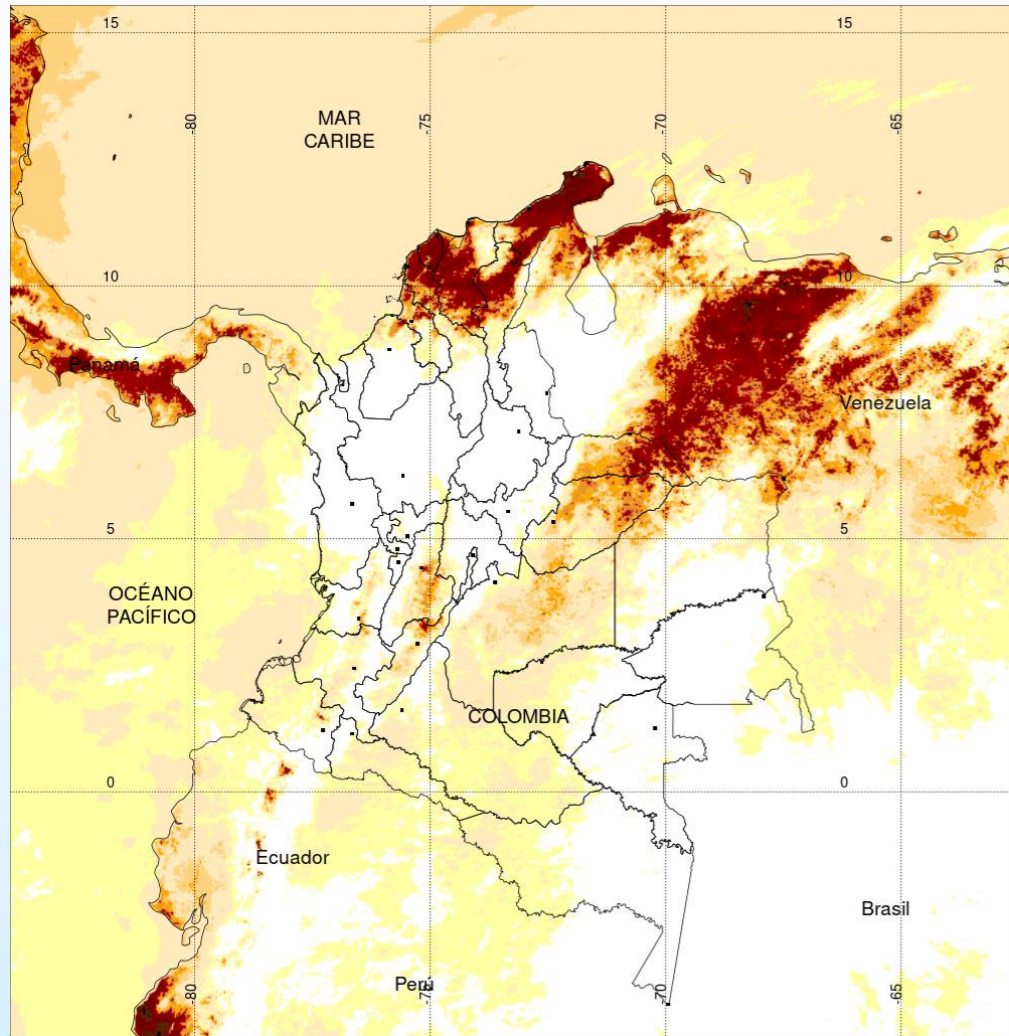 15
15
-80
-75
-70
-65
MAR
CARIBE
10
10
Panamá
Venezuela
5
5
OCÉANO
PACÍFICO
COLOMBIA
0
0
Ecuador
Brasil
Perú
-80
-75
-70
-65